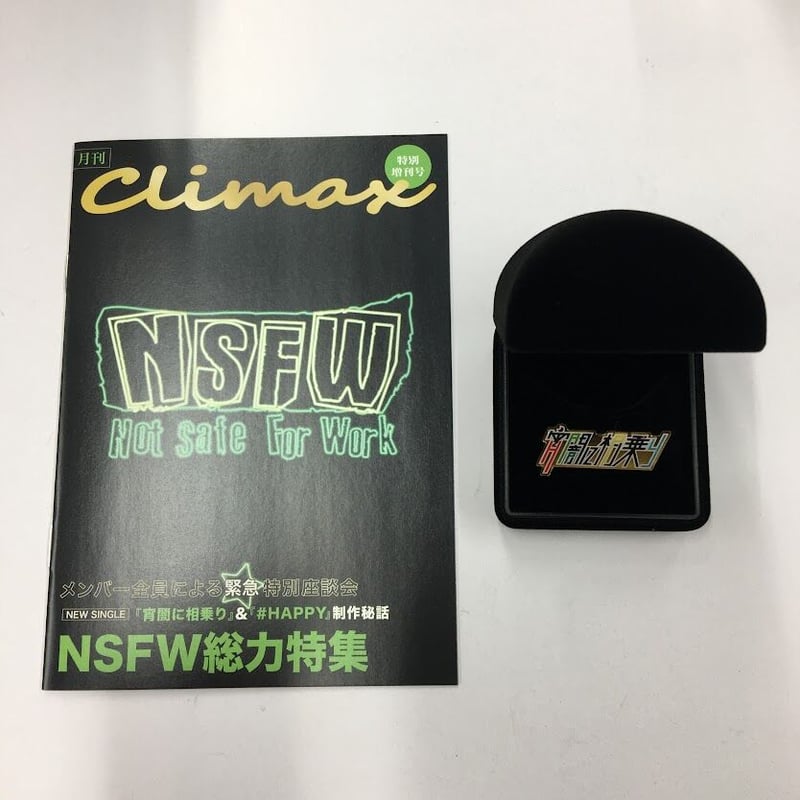 月刊
Climax
特別
増刊号
NSFW
Not Safe For Work
メンバー全員による緊急特別座談会
NEW SINGLE 『宵闇に相乗り』&『#HAPPY』制作秘話
NSFW総力特集
宵闇に相乗り